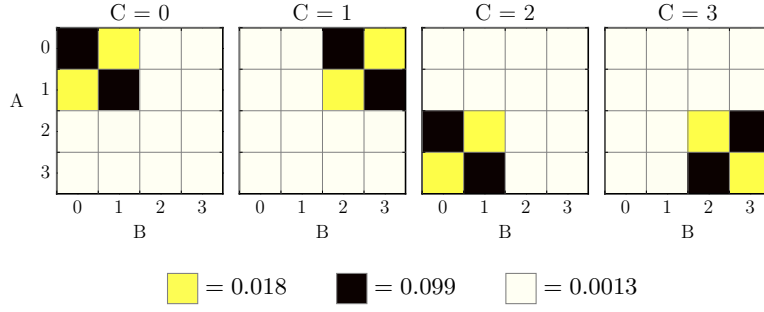 C = 0 C = 1 C = 2 C = 3
0
1
A
2
3
0 1 2 3 0 1 2 3 0 1 2 3 0 1 2 3
B B B B
= 0.018 = 0.099 = 0.0013